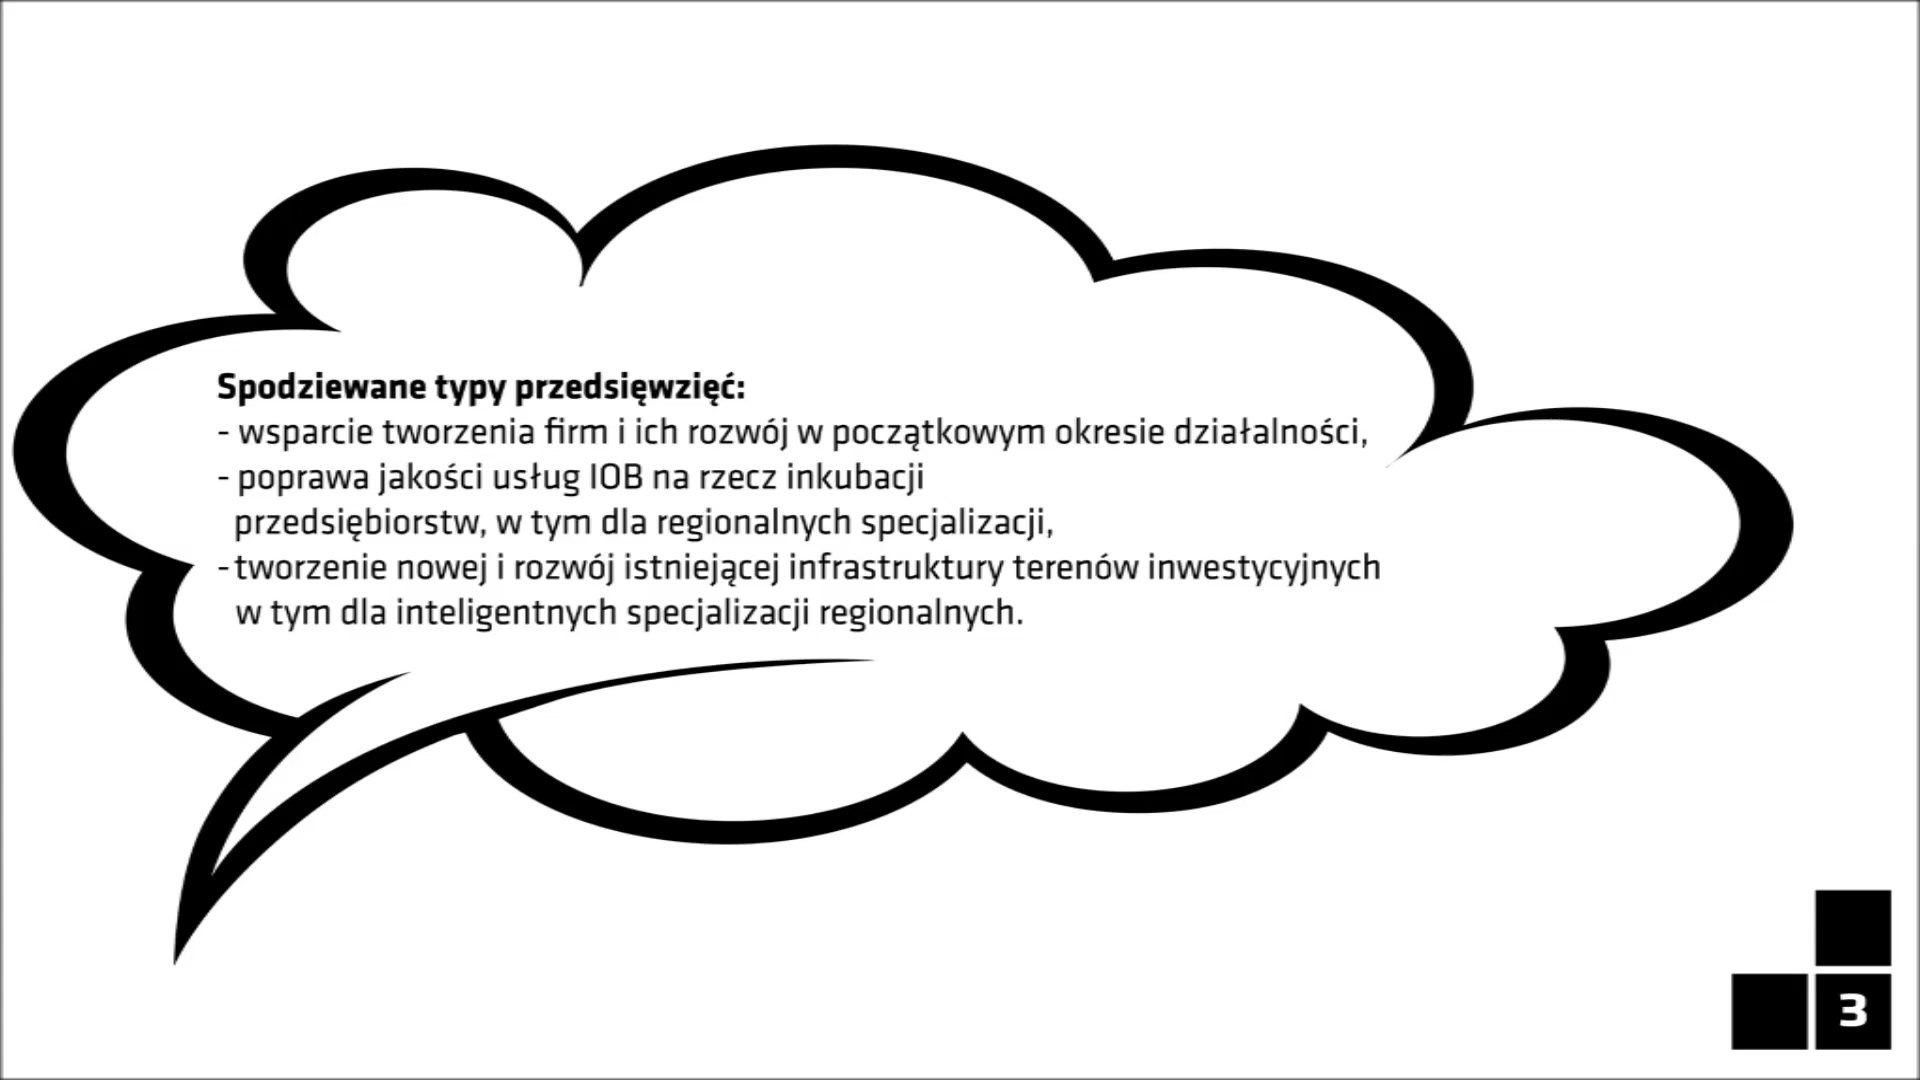 Spodziewane typy przedsięwzięć:
- wsparcie tworzenia firm i ich rozwój w początkowym okresie działalności,
- poprawa jakości usług IOB na rzecz inkubacji
przedsiębiorstw, w tym dla regionalnych specjalizacji,
- tworzenie nowej i rozwój istniejącej infrastruktury terenów inwestycyjnych
w tym dla inteligentnych specjalizacji regionalnych.
3